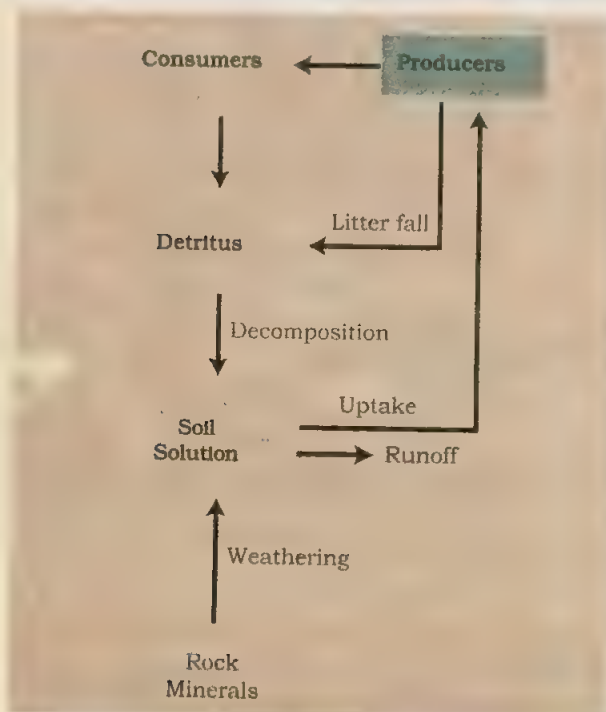 Consumers
Producers
Litter fall
Detritus
Decomposition
Uptake
Soil
Solution
Runoff
Weathering
Rock
Minerals